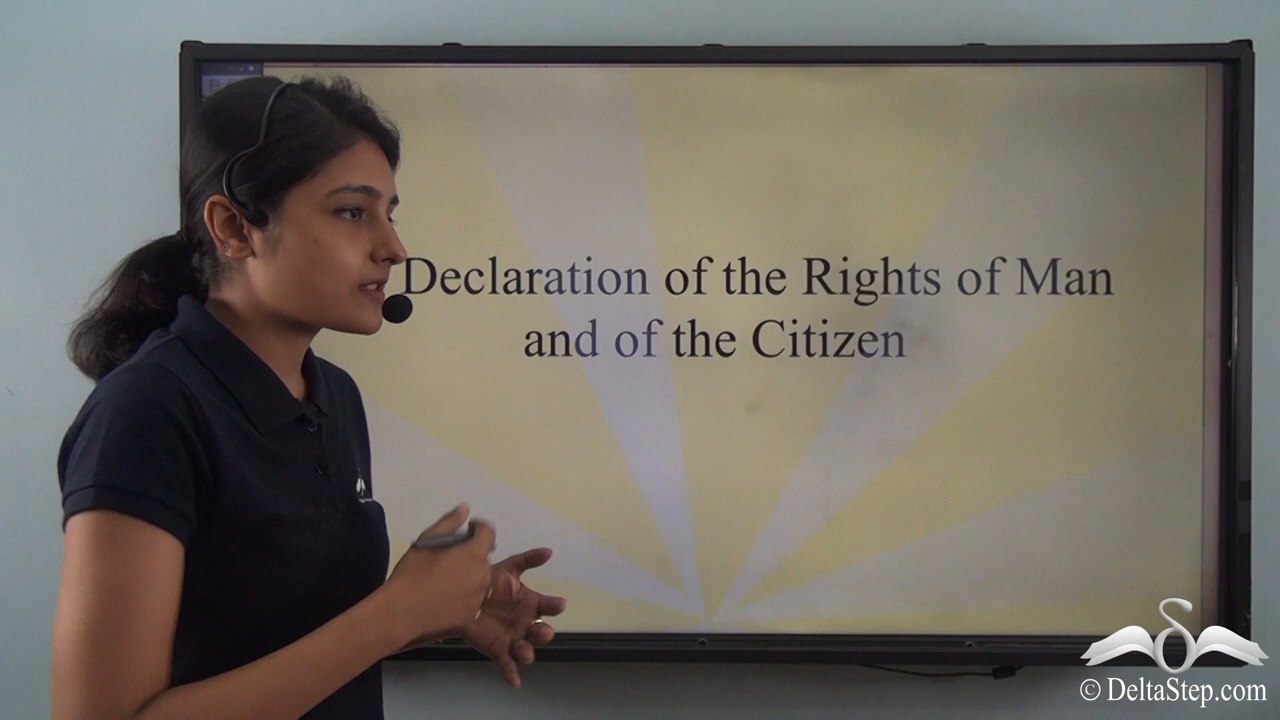 Declaration of the Rights of Man
and of the Citizen
© DeltaStep.com